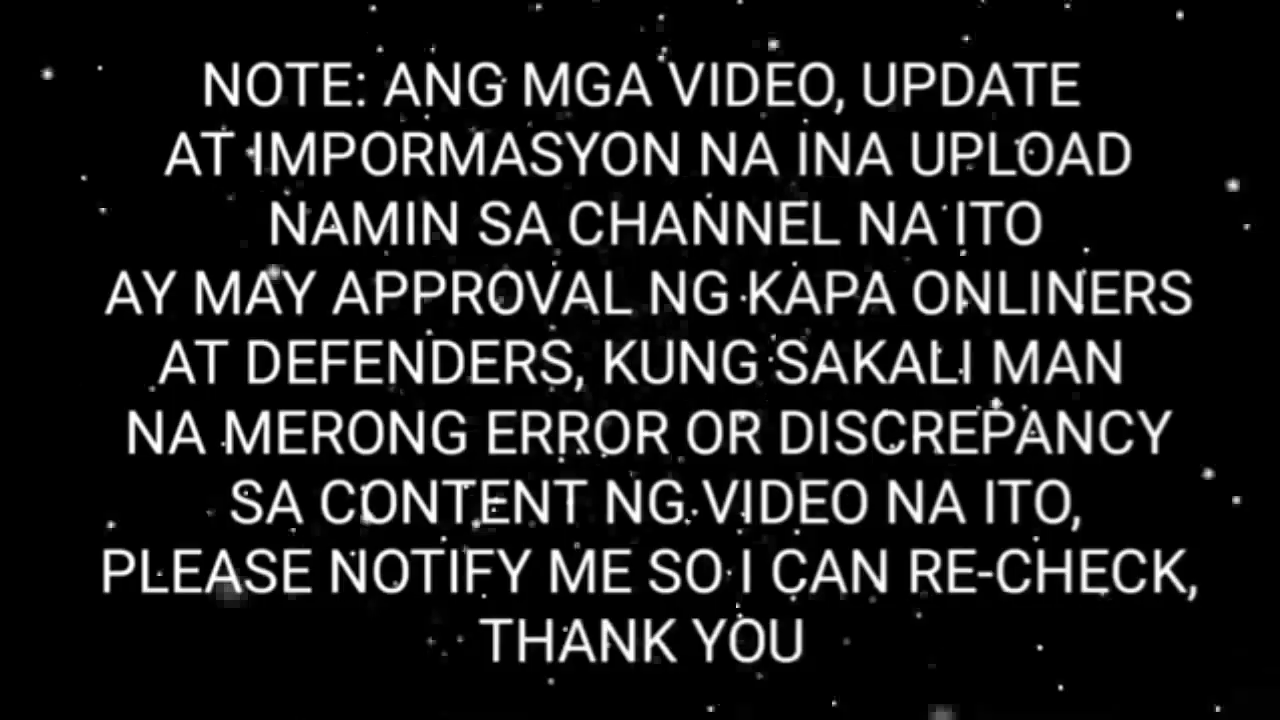 NOTE: ANG MGA VIDEO, UPDATE
AT IMPORMASYON NA INA UPLOAD
NAMIN SA CHANNEL NA ITO
AY MAY APPROVAL NG KAPA ONLINERS
AT DEFENDERS, KUNG SAKALI MAN
NA MERONG ERROR OR DISCREPANCY
SA CONTENT NG VIDEO NA ITO,
PLEASE NOTIFY ME SO I CAN RE-CHECK,
THANK YOU